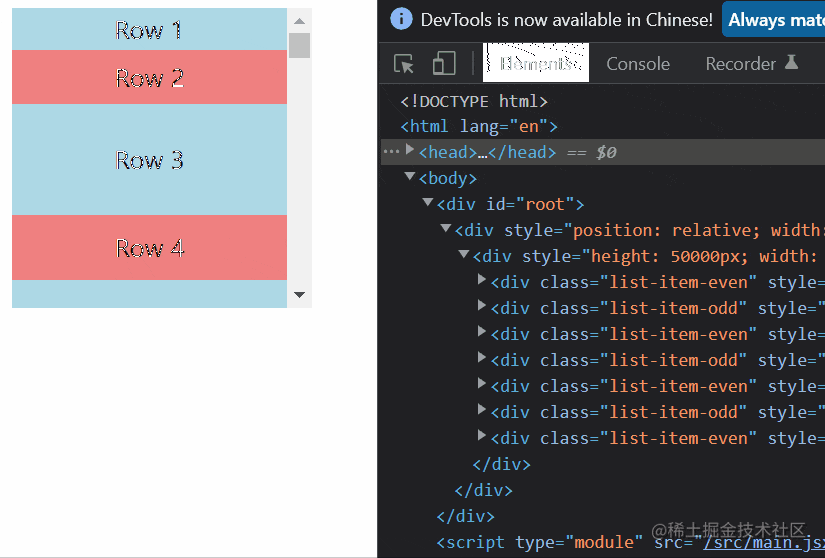 Row 1
Row 2
Row 3
Row 4
DevTools is now available in Chinese! Always mat
Elements Console Recorder
<!DOCTYPE html>
<html lang="en">
<head>…</head> == $0
<body>
<div id="root">
<div style="position: relative; width:
<div style="height: 50000px; width:
<div class="list-item-even" style=
<div class="list-item-odd" style="
<div class="list-item-even" style=
<div class="list-item-odd" style="
<div class="list-item-even" style=
<div class="list-item-odd" style="
<div class="list-item-even" style=
</div>
</div>
</div>
@稀土掘金技术社区
<script type="module" src="/src/main.jsx